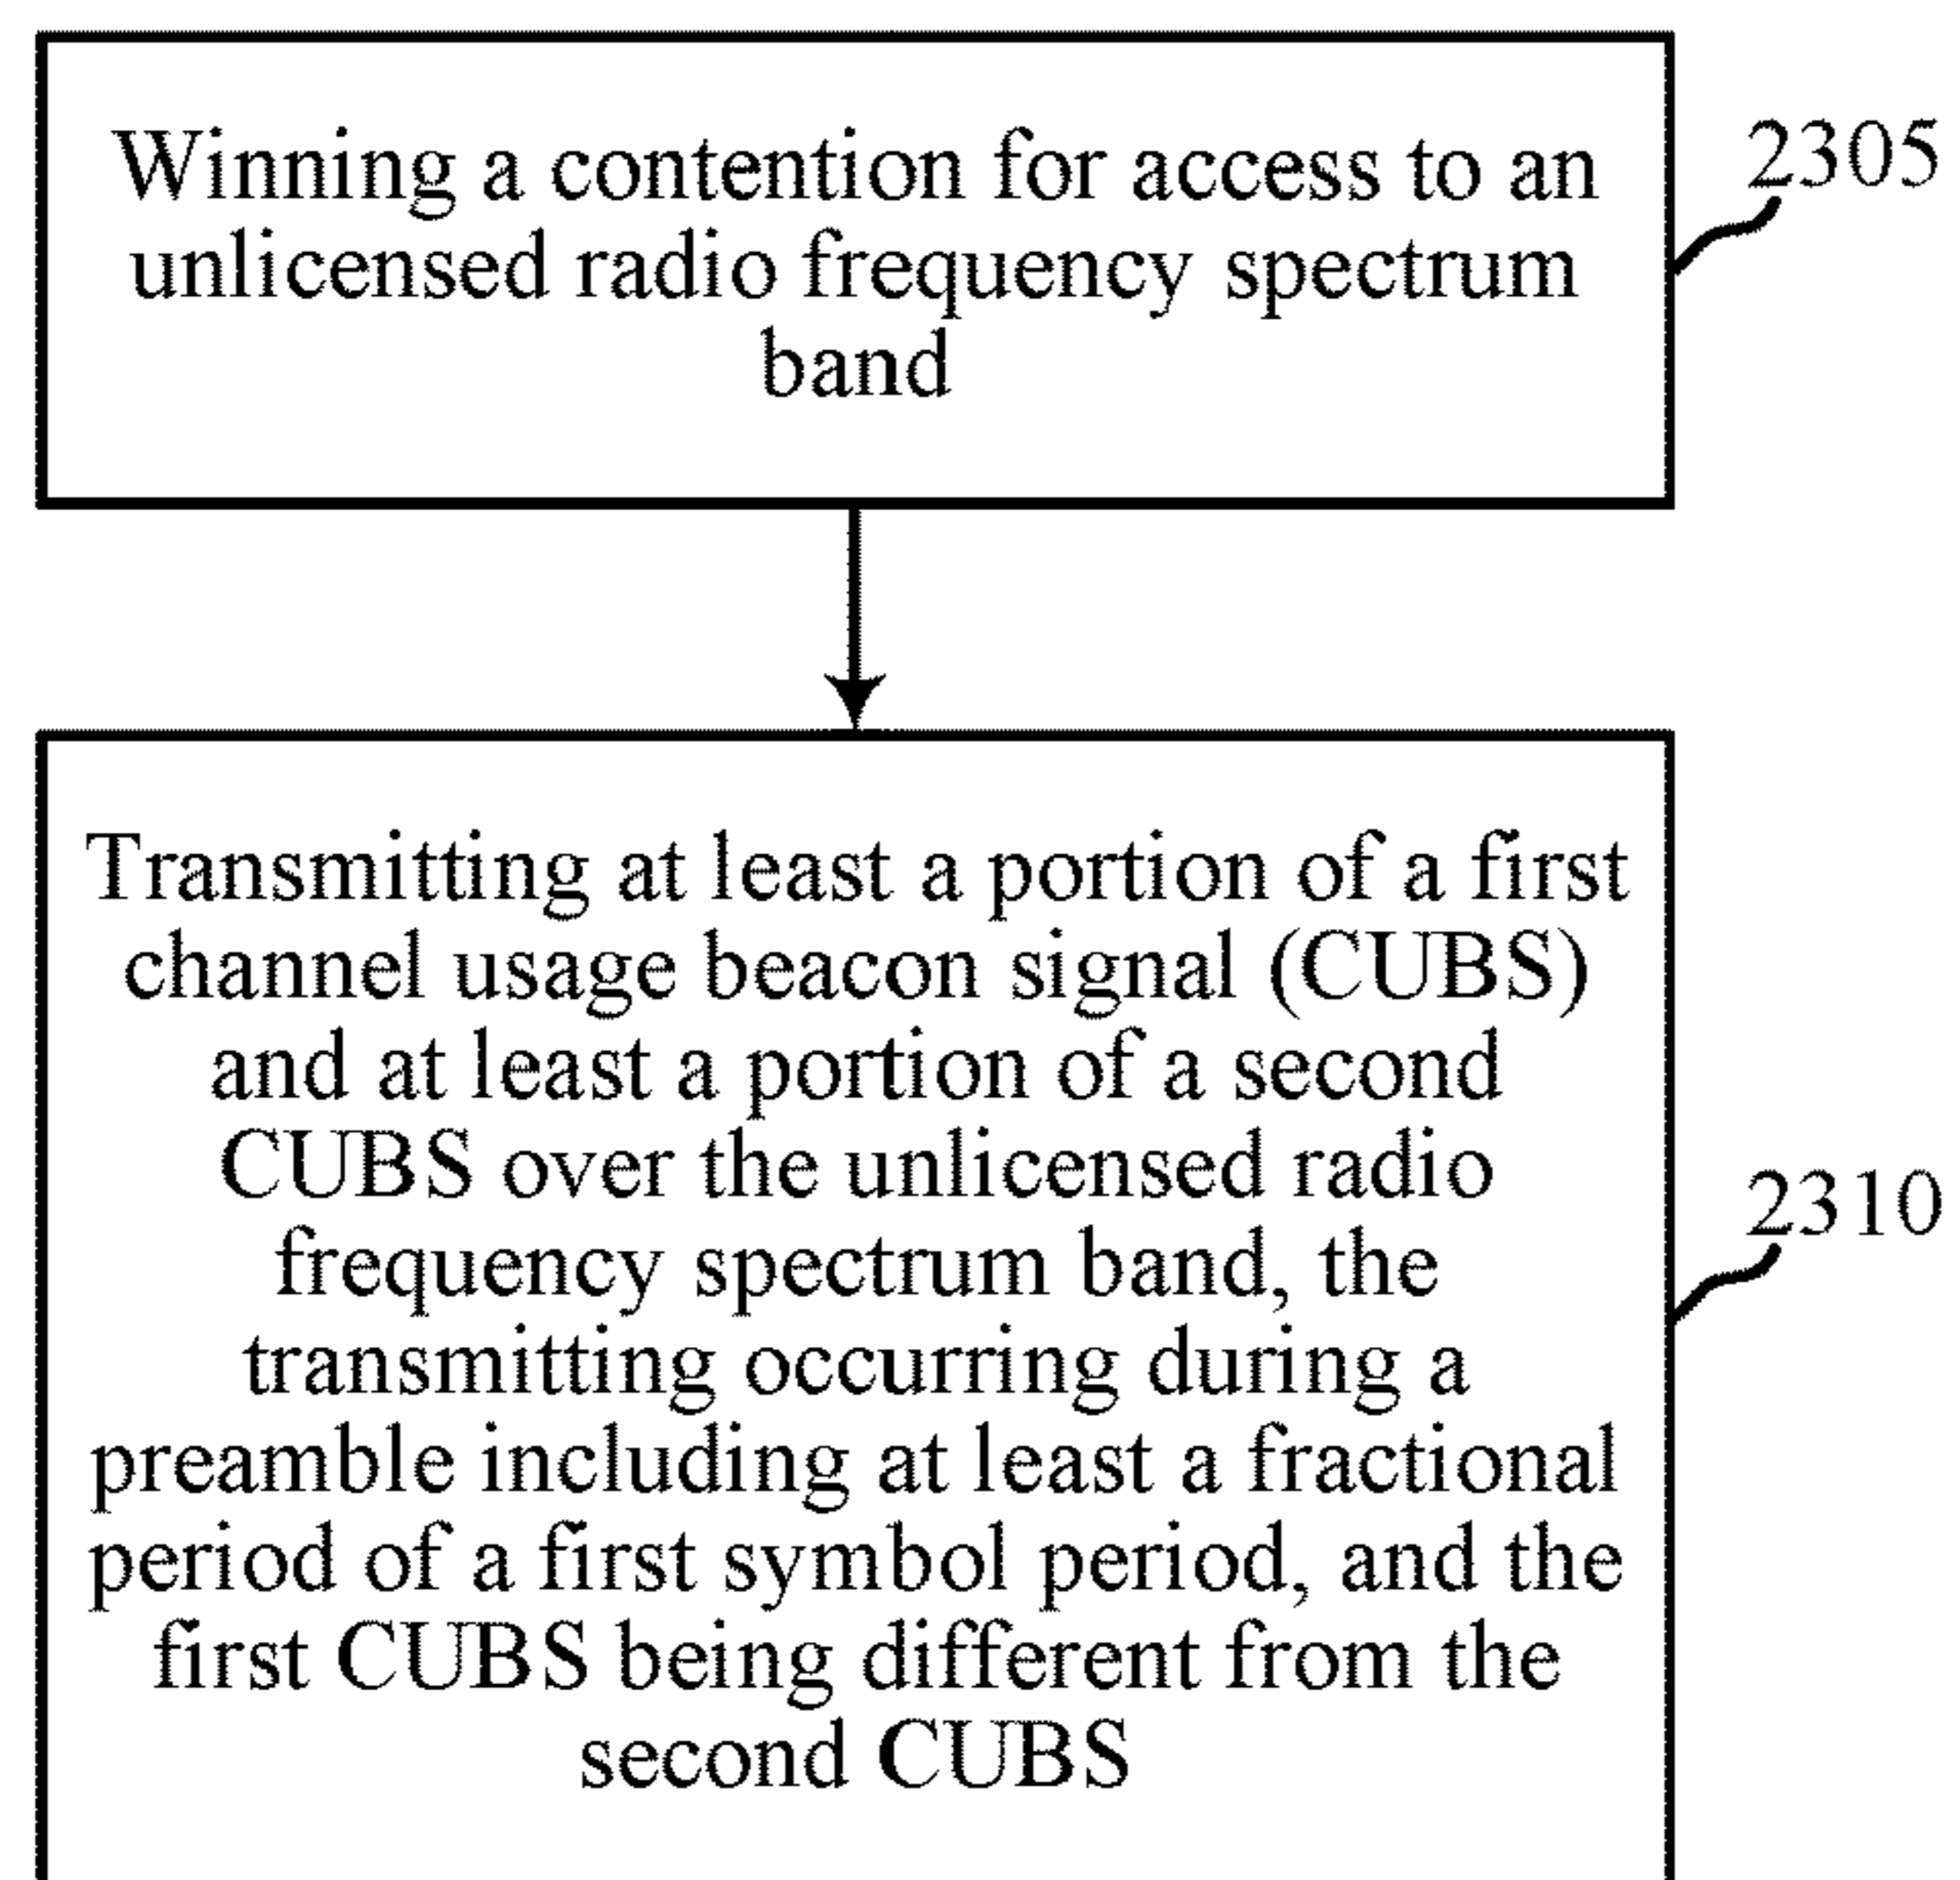 Winning a contention for access to an
unlicensed radio frequency spectrum
band
2305
Transmitting at least a portion of a first
channel usage beacon signal (CUBS)
and at least a portion of a second
CUBS over the unlicensed radio
frequency spectrum band, the
transmitting occurring during a
preamble including at least a fractional
period of a first symbol period, and the
first CUBS being different from the
second CUBS
2310